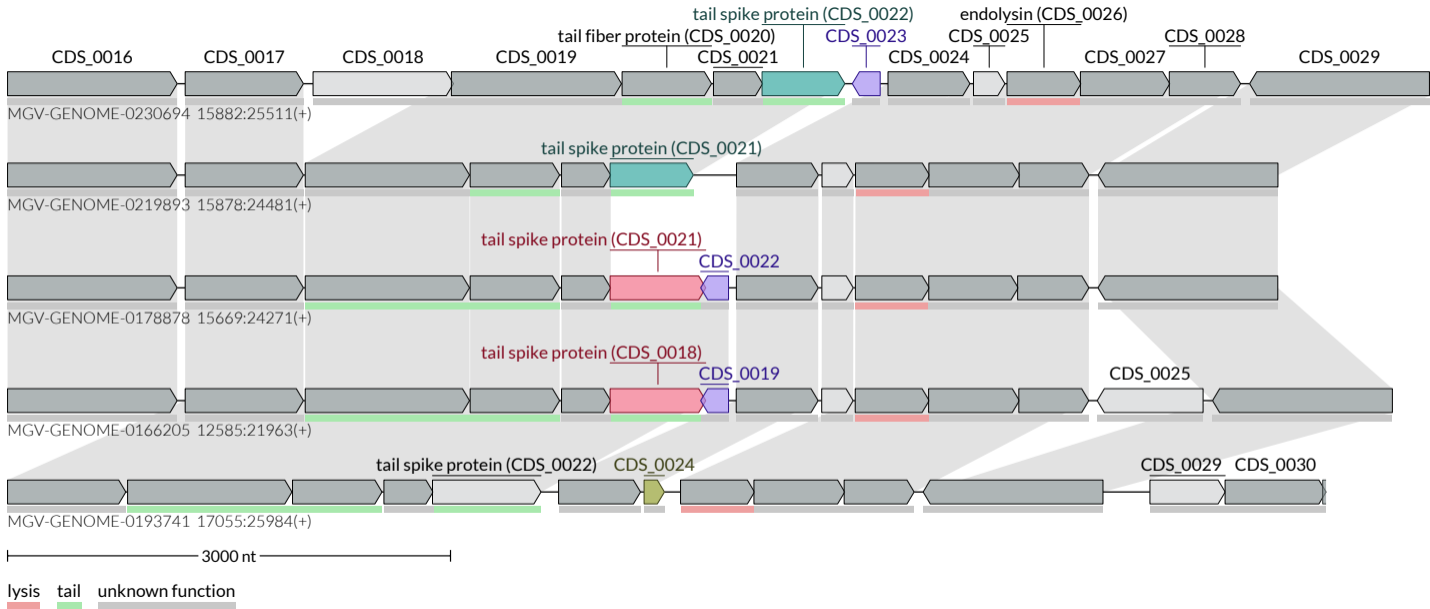 tail spike protein (CDS_0022) endolysin (CDS_0026)
tail fiber protein (CDS_0020) CDS_0023 CDS_0025 CDS_0028
CDS_0016 CDS_0017 CDS_0018 CDS_0019 CDS_0021 CDS_0024 CDS_0027 CDS_0029
MGV-GENOME-0230694 15882:25511(+)
tail spike protein (CDS_0021)
MGV-GENOME-0219893 15878:24481(+)
tail spike protein (CDS_0021)
CDS_0022
MGV-GENOME-0178878 15669:24271(+)
tail spike protein (CDS_0018)
CDS_0019 CDS_0025
MGV-GENOME-0166205 12585:21963(+)
tail spike protein (CDS_0022) CDS_0024 CDS_0029 CDS_0030
MGV-GENOME-0193741 17055:25984(+)
3000 nt
lysis tail unknown function